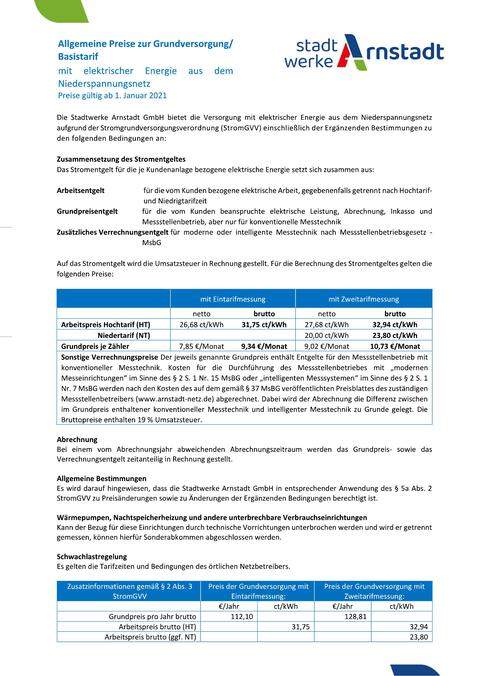 Allgemeine Preise zur Grundversorgung/
Basistarif
mit elektrischer Energie aus dem
Niederspannungsnetz
Preise gültig ab 1. Januar 2021
stadt
werke Arnstadt
Die Stadtwerke Arnstadt GmbH bietet die Versorgung mit elektrischer Energie aus dem Niederspannungsnetz
aufgrund der Stromgrundversorgungsverordnung (StromGVV) einschließlich der Ergänzenden Bestimmungen zu
den folgenden Bedingungen an:
Zusammensetzung des Stromentgeltes
Das Stromentgelt für die je Kundenanlage bezogene elektrische Energie setzt sich zusammen aus:
Arbeitsentgelt für die vom Kunden bezogene elektrische Arbeit, gegebenenfalls getrennt nach Hochtarif-
und Niedrigtarifzeit
Grundpreisentgelt für die vom Kunden beanspruchte elektrische Leistung, Abrechnung, Inkasso und
Messstellenbetrieb, aber nur für konventionelle Messtechnik
Zusätzliches Verrechnungsentgelt für moderne oder intelligente Messtechnik nach Messstellenbetriebsgesetz -
MsbG
Auf das Stromentgelt wird die Umsatzsteuer in Rechnung gestellt. Für die Berechnung des Stromentgeltes gelten die
folgenden Preise:
mit Eintarifmessung mit Zweitarifmessung
netto brutto netto brutto
Arbeitspreis Hochtarif (HT) 26,68 ct/kWh 31,75 ct/kWh 27,68 ct/kWh 32,94 ct/kWh
Niedertarif (NT) 20,00 ct/kWh 23,80 ct/kWh
Grundpreis je Zähler 7,85 €/Monat 9,34 €/Monat 9,02 €/Monat 10,73 €/Monat
Sonstige Verrechnungspreise Der jeweils genannte Grundpreis enthält Entgelte für den Messstellenbetrieb mit
konventioneller Messtechnik. Kosten für die Durchführung des Messstellenbetriebes mit „modernen
Messeinrichtungen" im Sinne des § 2 S. 1 Nr. 15 MsBG oder „intelligenten Messsystemen" im Sinne des § 2 S. 1
Nr. 7 MsBG werden nach den Kosten des auf dem gemäß § 37 MsBG veröffentlichten Preisblattes des zuständigen
Messstellenbetreibers (www.arnstadt-netz.de) abgerechnet. Dabei wird der Abrechnung die Differenz zwischen
im Grundpreis enthaltener konventioneller Messtechnik und intelligenter Messtechnik zu Grunde gelegt. Die
Bruttopreise enthalten 19 % Umsatzsteuer.
Abrechnung
Bei einem vom Abrechnungsjahr abweichenden Abrechnungszeitraum werden das Grundpreis- sowie das
Verrechnungsentgelt zeitanteilig in Rechnung gestellt.
Allgemeine Bestimmungen
Es wird darauf hingewiesen, dass die Stadtwerke Arnstadt GmbH in entsprechender Anwendung des § 5a Abs. 2
StromGVV zu Preisänderungen sowie zu Änderungen der Ergänzenden Bedingungen berechtigt ist.
Wärmepumpen, Nachtspeicherheizung und andere unterbrechbare Verbrauchseinrichtungen
Kann der Bezug für diese Einrichtungen durch technische Vorrichtungen unterbrochen werden und wird er getrennt
gemessen, können hierfür Sonderabkommen abgeschlossen werden.
Schwachlastregelung
Es gelten die Tarifzeiten und Bedingungen des örtlichen Netzbetreibers.
Zusatzinformationen gemäß § 2 Abs. 3 Preis der Grundversorgung mit Preis der Grundversorgung mit
StromGVV Eintarifmessung: Zweitarifmessung:
€/Jahr ct/kWh €/Jahr ct/kWh
Grundpreis pro Jahr brutto 112,10 128,81
Arbeitspreis brutto (HT) 31,75 32,94
Arbeitspreis brutto (ggf. NT) 23,80